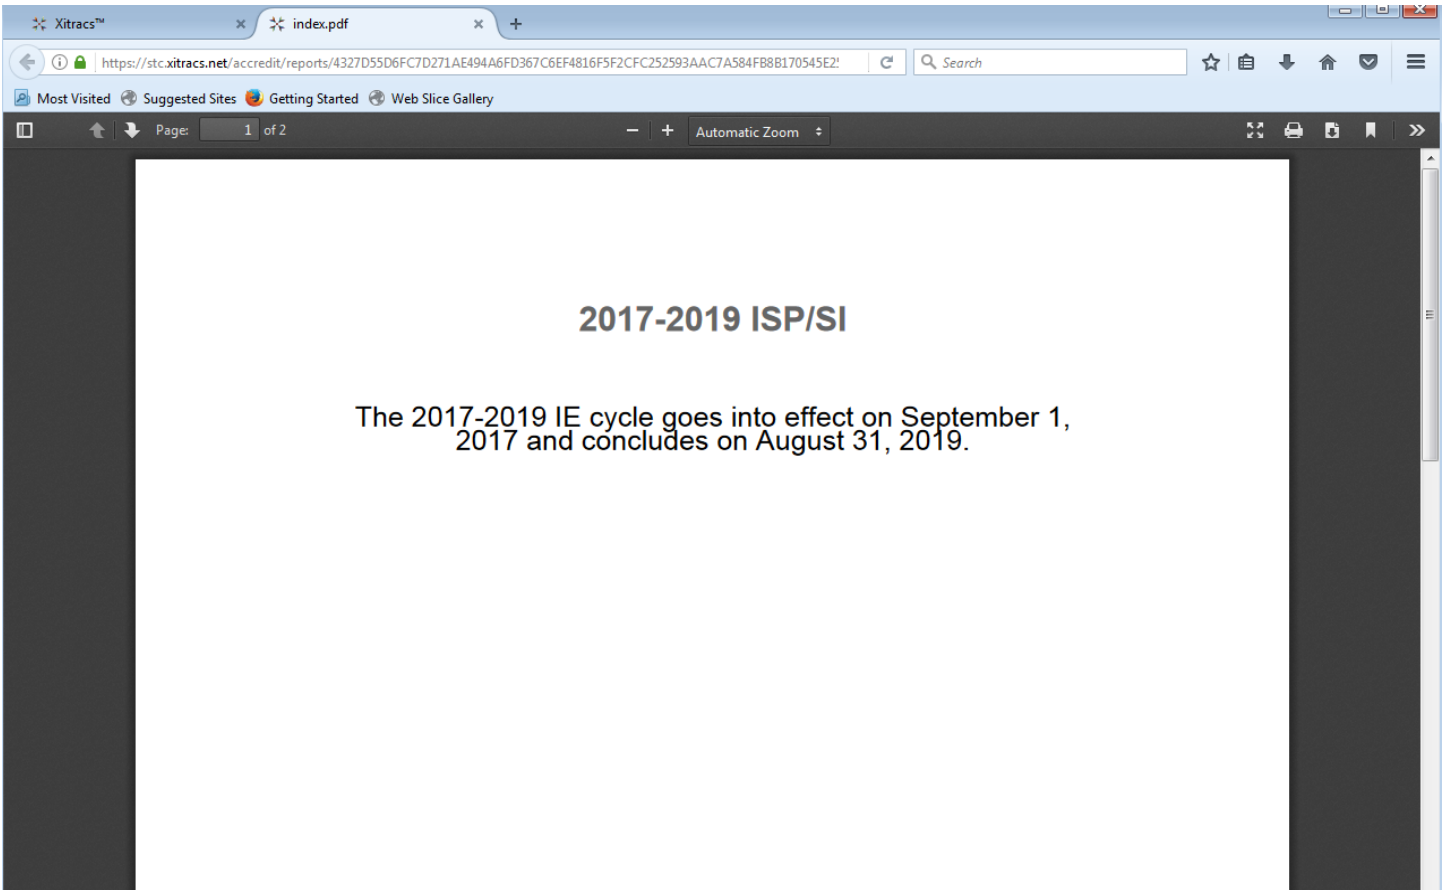 Xitracs™
index.pdf
https://stc.xitracs.net/accredit/reports/4327D55D6FC7D271AE494A6FD367C6EF4816F5F2CFC252593AAC7A584FB8B170545E2
Search
Most Visited Suggested Sites Getting Started Web Slice Gallery
Page: 1 of 2
Automatic Zoom
2017-2019 ISP/SI
The 2017-2019 IE cycle goes into effect on September 1,
2017 and concludes on August 31, 2019.